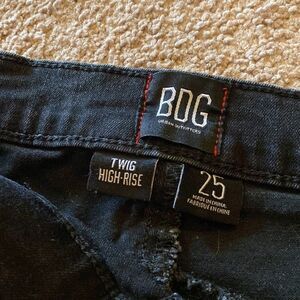 BDG
URBAN OUTFITTERS
TWIG
HIGH-RISE
25
MADE IN CHINA
FABRIQUÉ EN CHINE